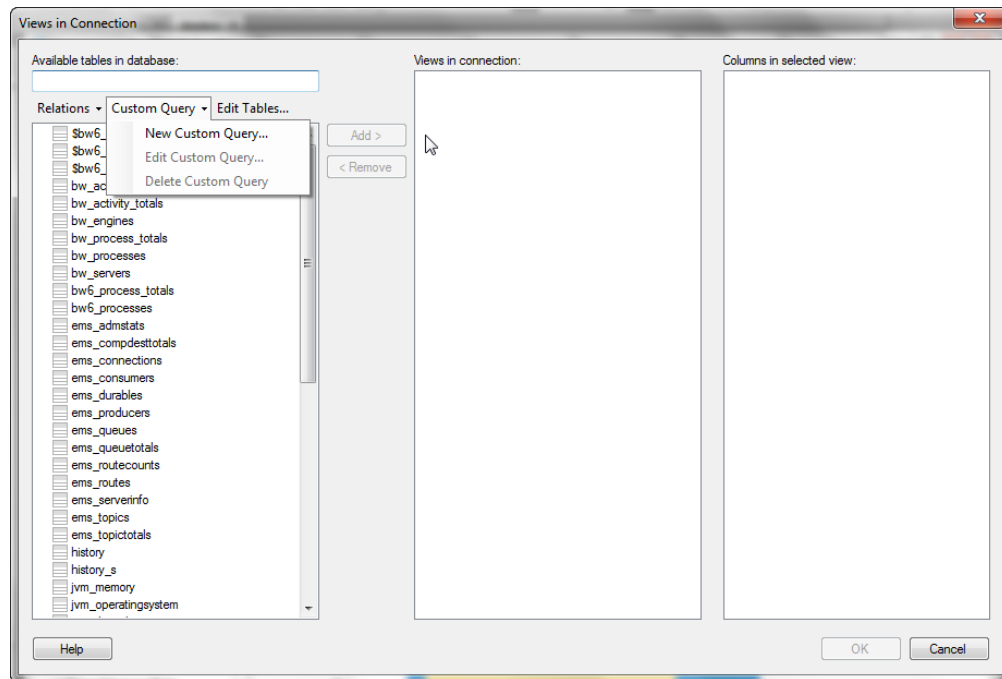 Views in Connection
Available tables in database:
Views in connection:
Columns in selected view:
Relations
Custom Query
Edit Tables...
New Custom Query...
Edit Custom Query...
Delete Custom Query
Add >
< Remove
$bw6_
$bw6_
$bw6_
bw_ac
bw_activity_totals
bw_engines
bw_process_totals
bw_processes
bw_servers
bw6_process_totals
bw6_processes
ems_admstats
ems_compdesttotals
ems_connections
ems_consumers
ems_durables
ems_producers
ems_queues
ems_queuetotals
ems_routecounts
ems_routes
ems_serverinfo
ems_topics
ems_topictotals
history
history_s
jvm_memory
jvm_operatingsystem
Help
OK
Cancel